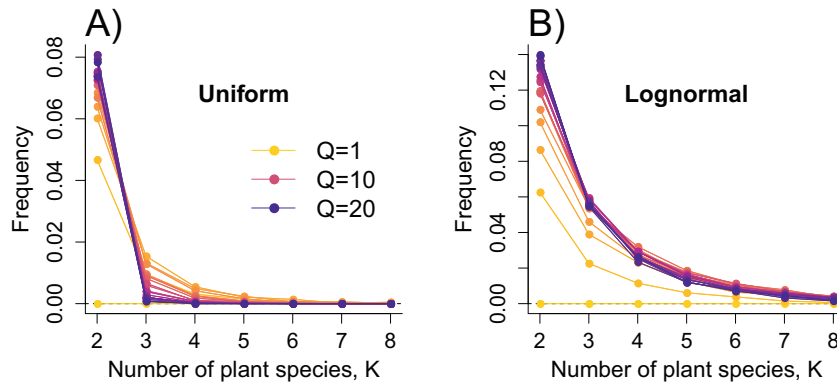 A)
Uniform
Frequency
0.00
0.02
0.04
0.06
0.08
Q=1
Q=10
Q=20
2 3 4 5 6 7 8
Number of plant species, K
B)
Lognormal
Frequency
0.00
0.04
0.08
0.12
2 3 4 5 6 7 8
Number of plant species, K